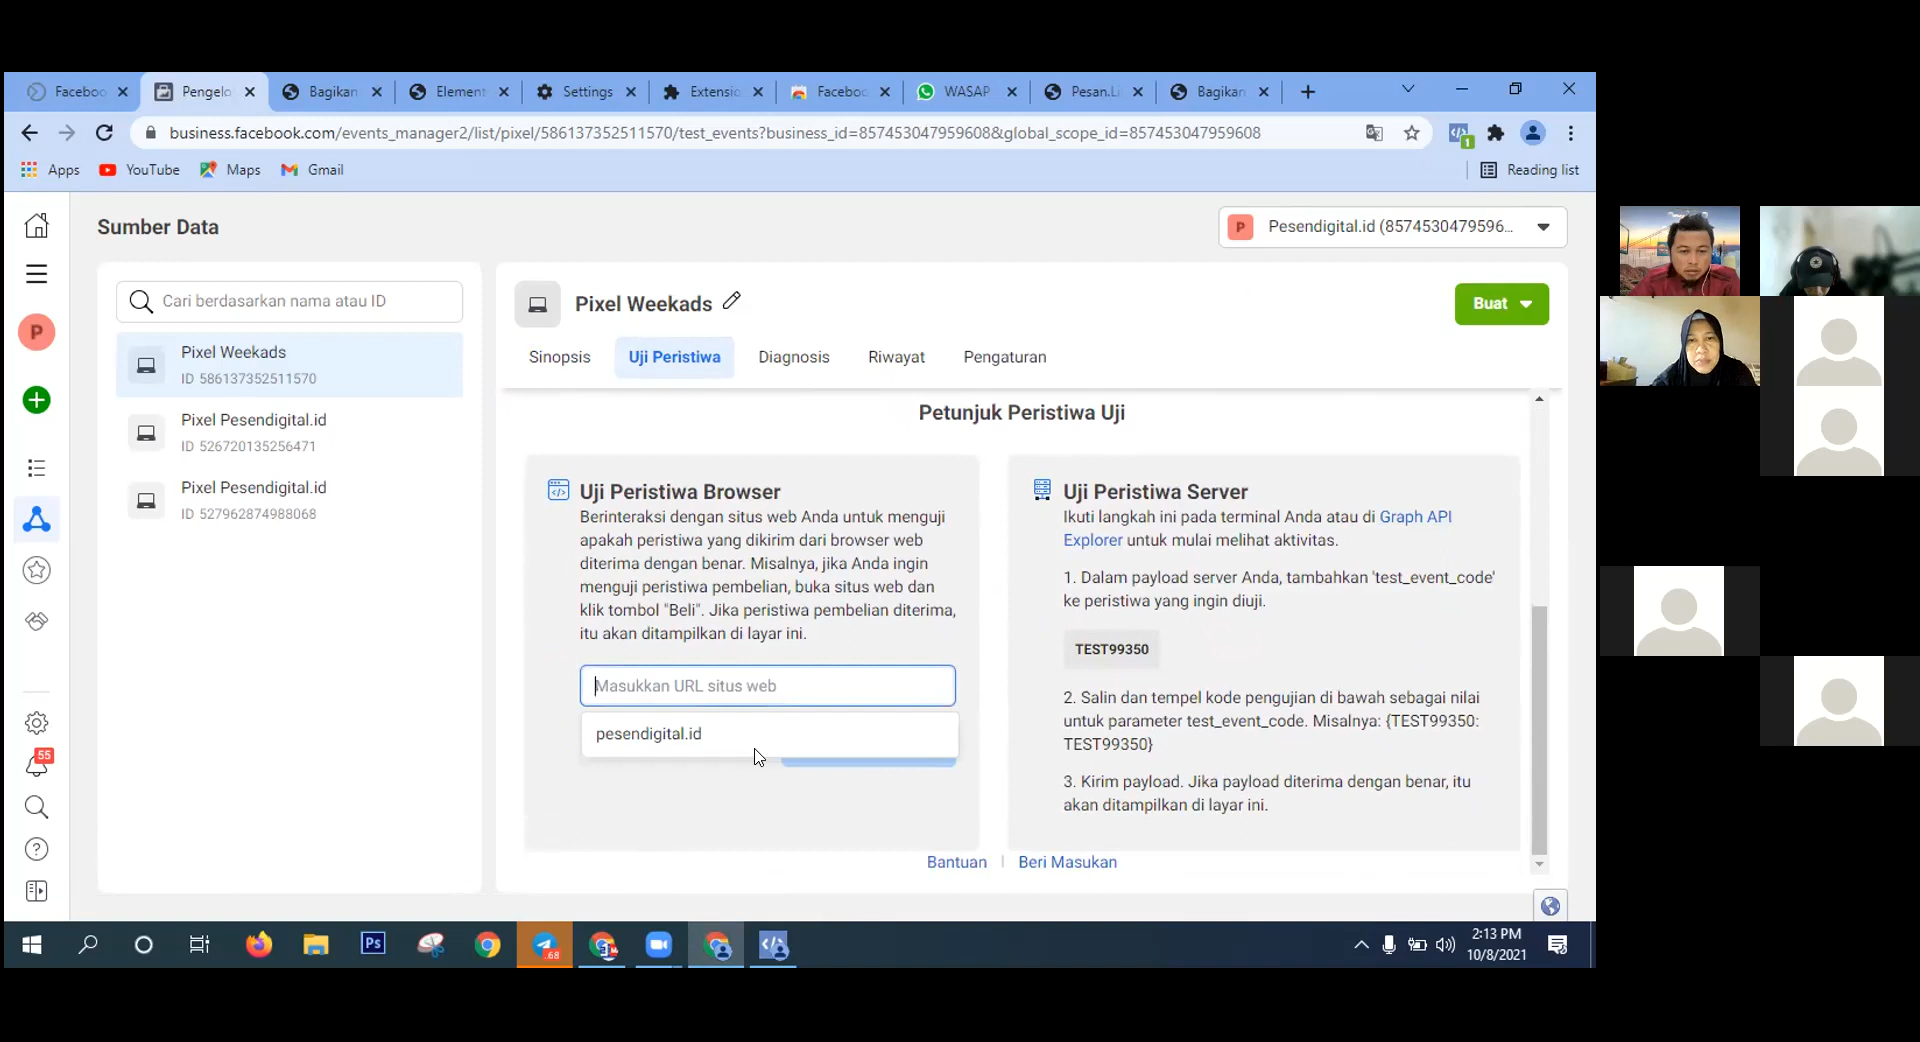 Faceboo
Pengelo
Bagikan
Element
Settings
Extensio
Faceboo
WASAP
Pesan.Li
Bagikan
business.facebook.com/events_manager2/list/pixel/586137352511570/test_events?business_id=857453047959608&global_scope_id=857453047959608
1
Apps
YouTube
Maps
Gmail
Reading list
Sumber Data
P
Pesendigital.id (8574530479596...
Cari berdasarkan nama atau ID
P
Pixel Weekads
ID 586137352511570
Pixel Pesendigital.id
ID 526720135256471
Pixel Pesendigital.id
ID 527962874988068
55
Pixel Weekads
Buat
Sinopsis
Uji Peristiwa
Diagnosis
Riwayat
Pengaturan
Petunjuk Peristiwa Uji
Uji Peristiwa Browser
Berinteraksi dengan situs web Anda untuk menguji
apakah peristiwa yang dikirim dari browser web
diterima dengan benar. Misalnya, jika Anda ingin
menguji peristiwa pembelian, buka situs web dan
klik tombol "Beli". Jika peristiwa pembelian diterima,
itu akan ditampilkan di layar ini.
Masukkan URL situs web
pesendigital.id
Uji Peristiwa Server
Ikuti langkah ini pada terminal Anda atau di Graph API
Explorer untuk mulai melihat aktivitas.
1. Dalam payload server Anda, tambahkan 'test_event_code'
ke peristiwa yang ingin diuji.
TEST99350
2. Salin dan tempel kode pengujian di bawah sebagai nilai
untuk parameter test_event_code. Misalnya: {TEST99350:
TEST99350}
3. Kirim payload. Jika payload diterima dengan benar, itu
akan ditampilkan di layar ini.
Bantuan
Beri Masukan
Ps
68
2:13 PM
10/8/2021